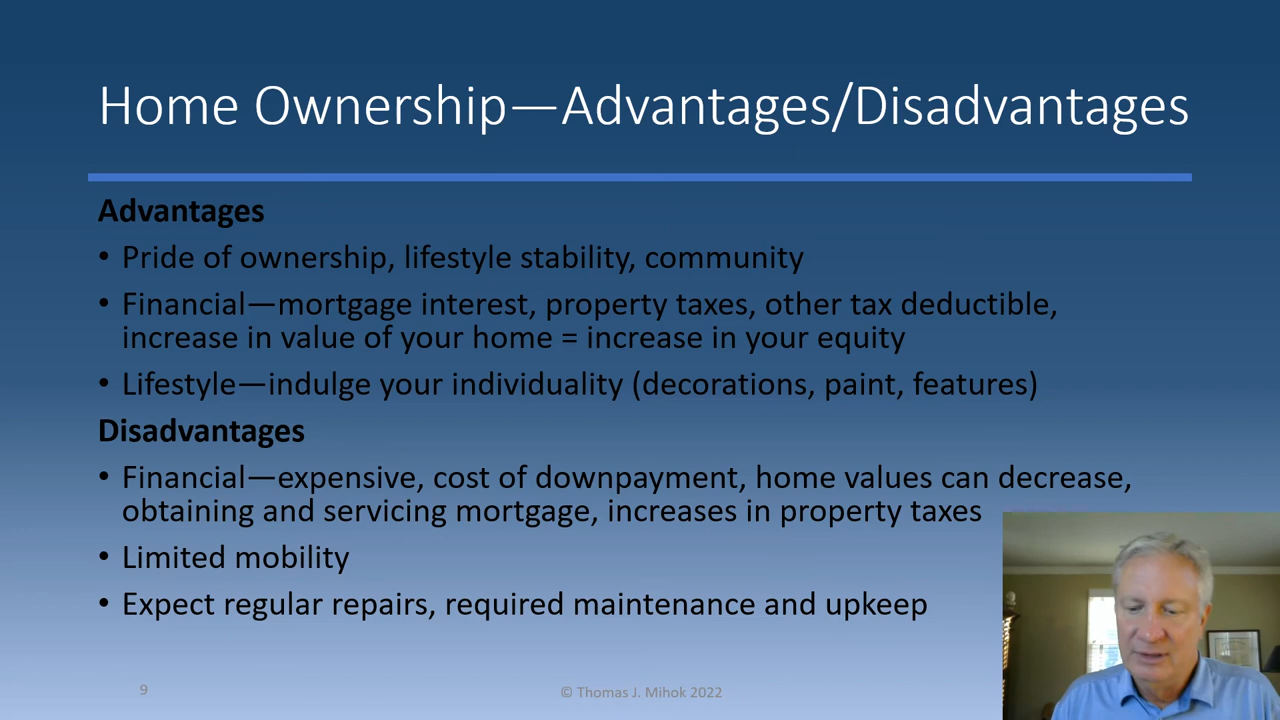 Home Ownership—Advantages/Disadvantages
Advantages
• Pride of ownership, lifestyle stability, community
• Financial—mortgage interest, property taxes, other tax deductible,
increase in value of your home = increase in your equity
• Lifestyle—indulge your individuality (decorations, paint, features)
Disadvantages
• Financial—expensive, cost of downpayment, home values can decrease,
obtaining and servicing mortgage, increases in property taxes
• Limited mobility
• Expect regular repairs, required maintenance and upkeep
9
© Thomas J. Mihok 2022